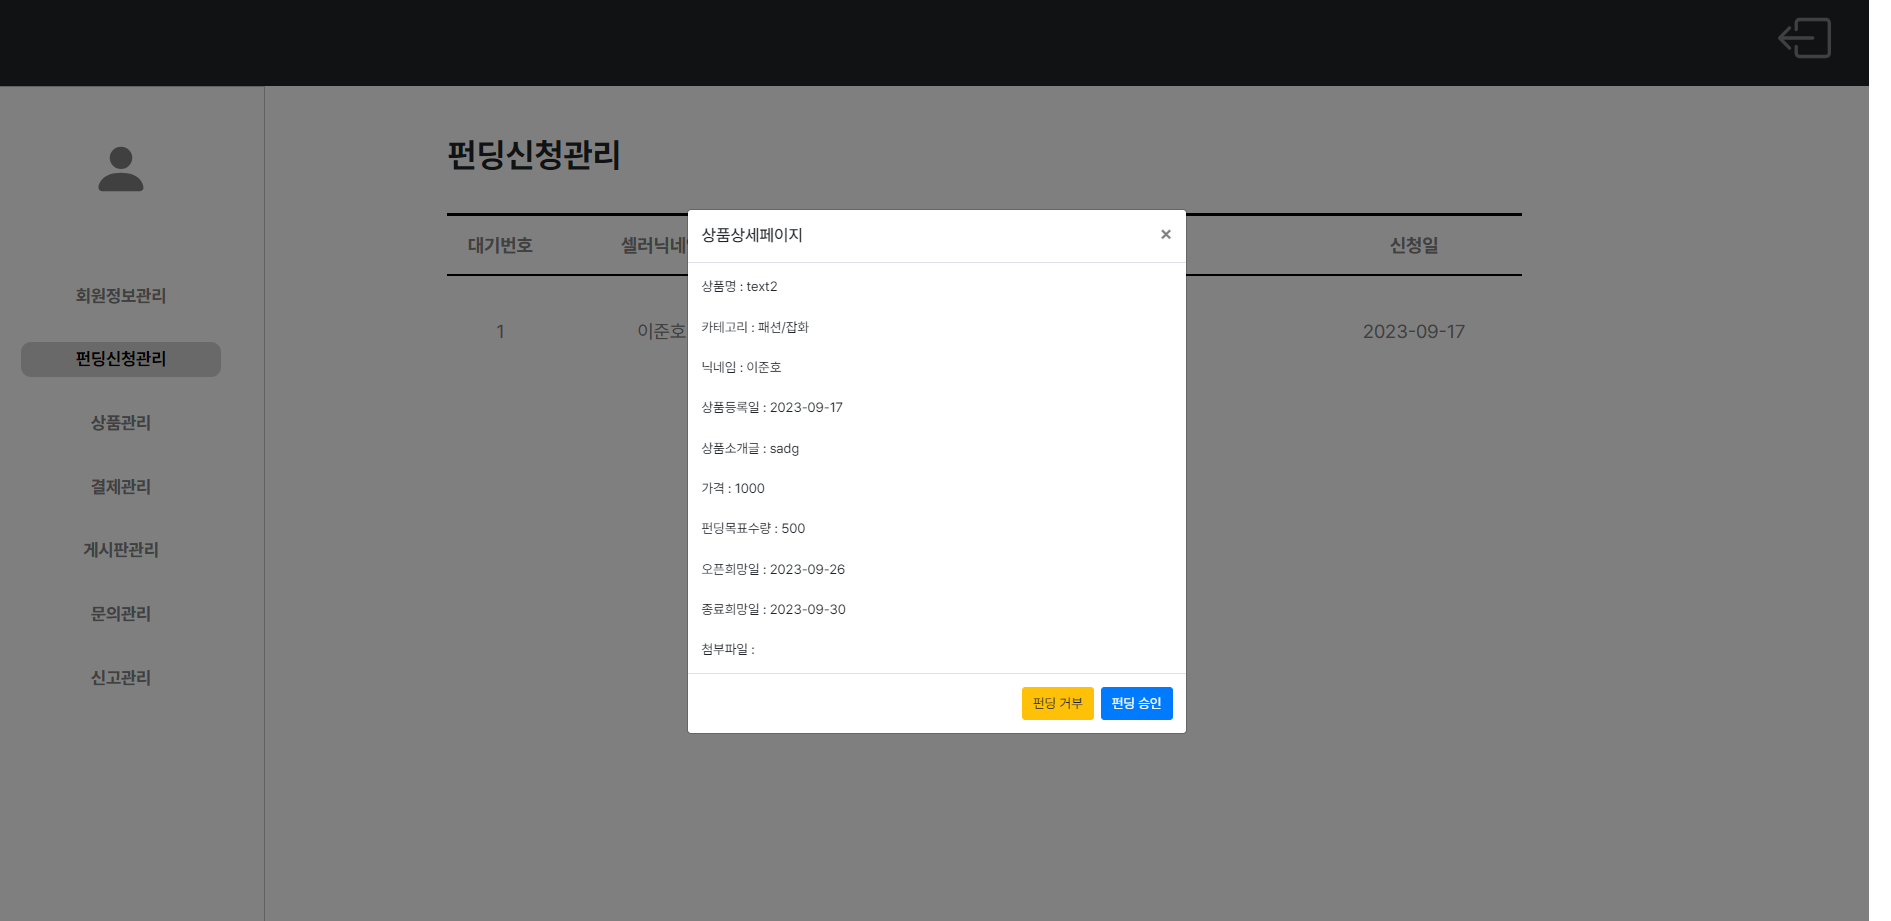 펀딩신청관리
대기번호 셀러닉네 신청일
1 이준호 2023-09-17
회원정보관리
펀딩신청관리
상품관리
결제관리
게시판관리
문의관리
신고관리
상품상세페이지 ×
상품명 : text2
카테고리 : 패션/잡화
닉네임 : 이준호
상품등록일 : 2023-09-17
상품소개글 : sadg
가격 : 1000
펀딩목표수량 : 500
오픈희망일 : 2023-09-26
종료희망일 : 2023-09-30
첨부파일 :
펀딩 거부 펀딩 승인